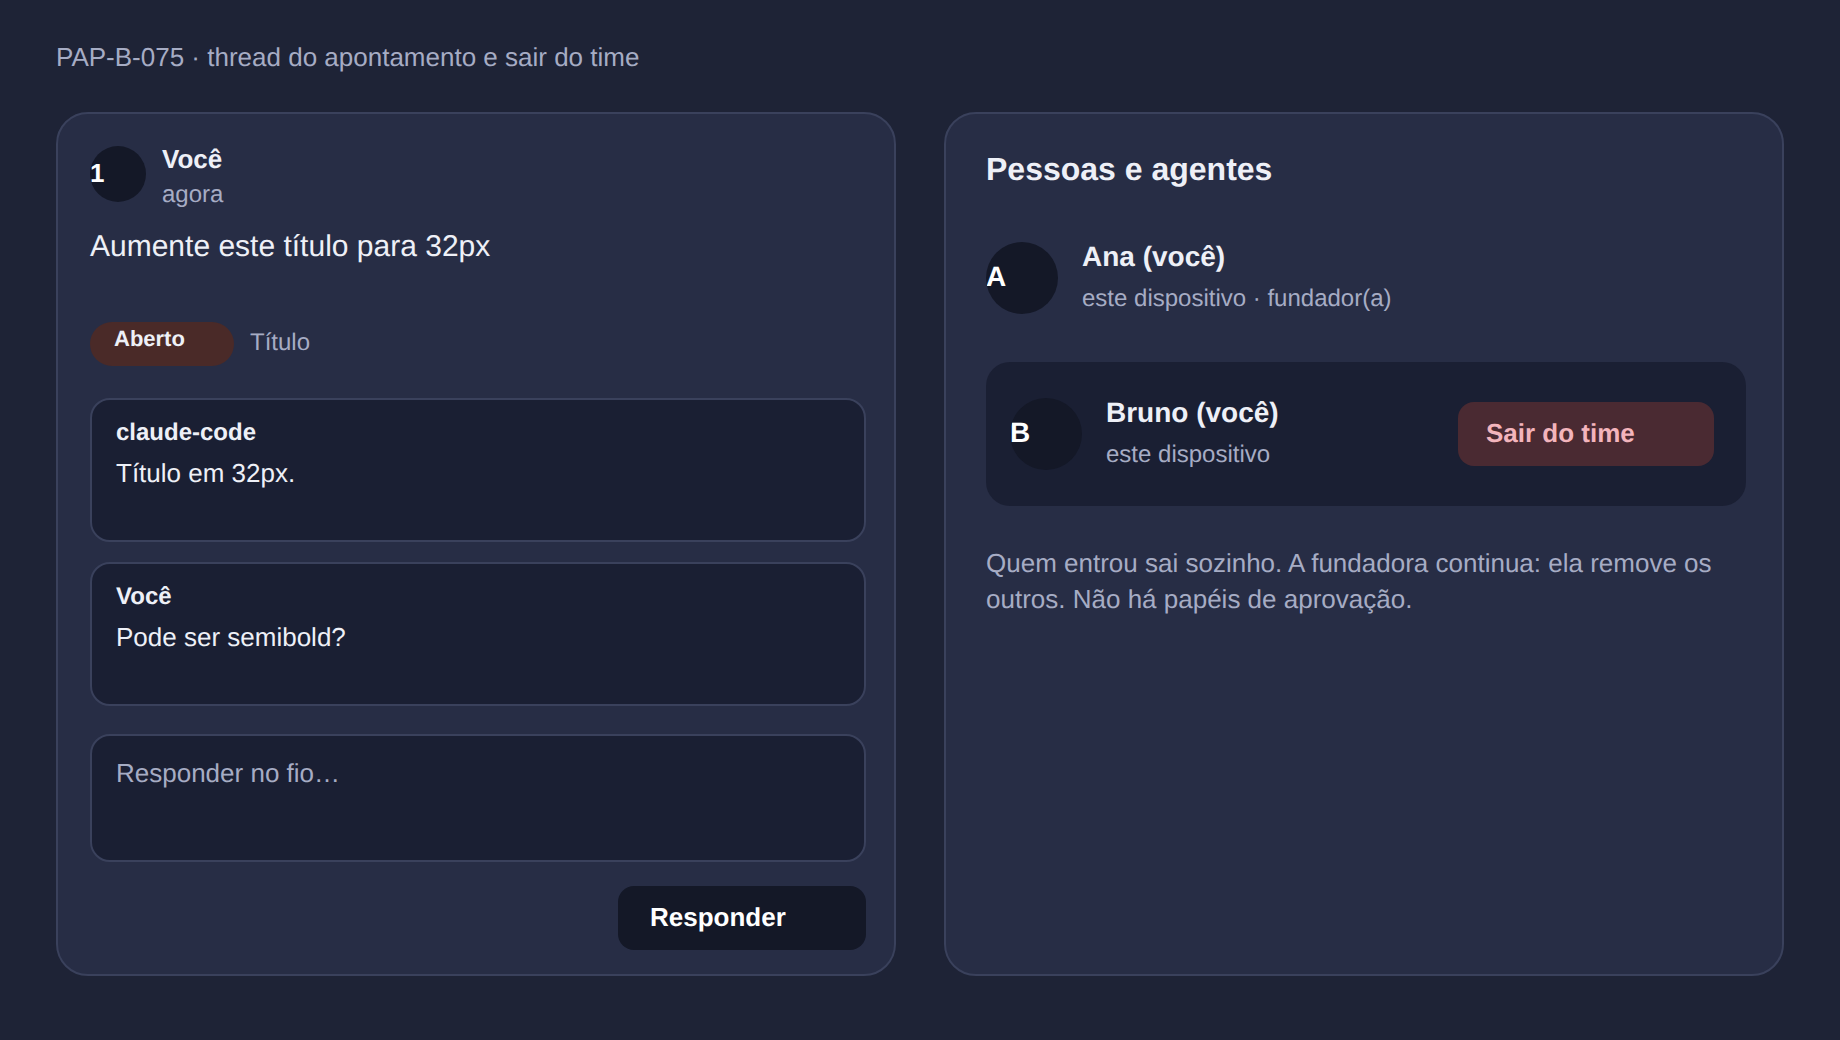 PAP-B-075 · thread do apontamento e sair do time
1
Você
agora
Aumente este título para 32px
Aberto
Título
claude-code
Título em 32px.
Você
Pode ser semibold?
Responder no fio…
Responder
Pessoas e agentes
A
Ana (você)
este dispositivo · fundador(a)
B
Bruno (você)
este dispositivo
Sair do time
Quem entrou sai sozinho. A fundadora continua: ela remove os
outros. Não há papéis de aprovação.